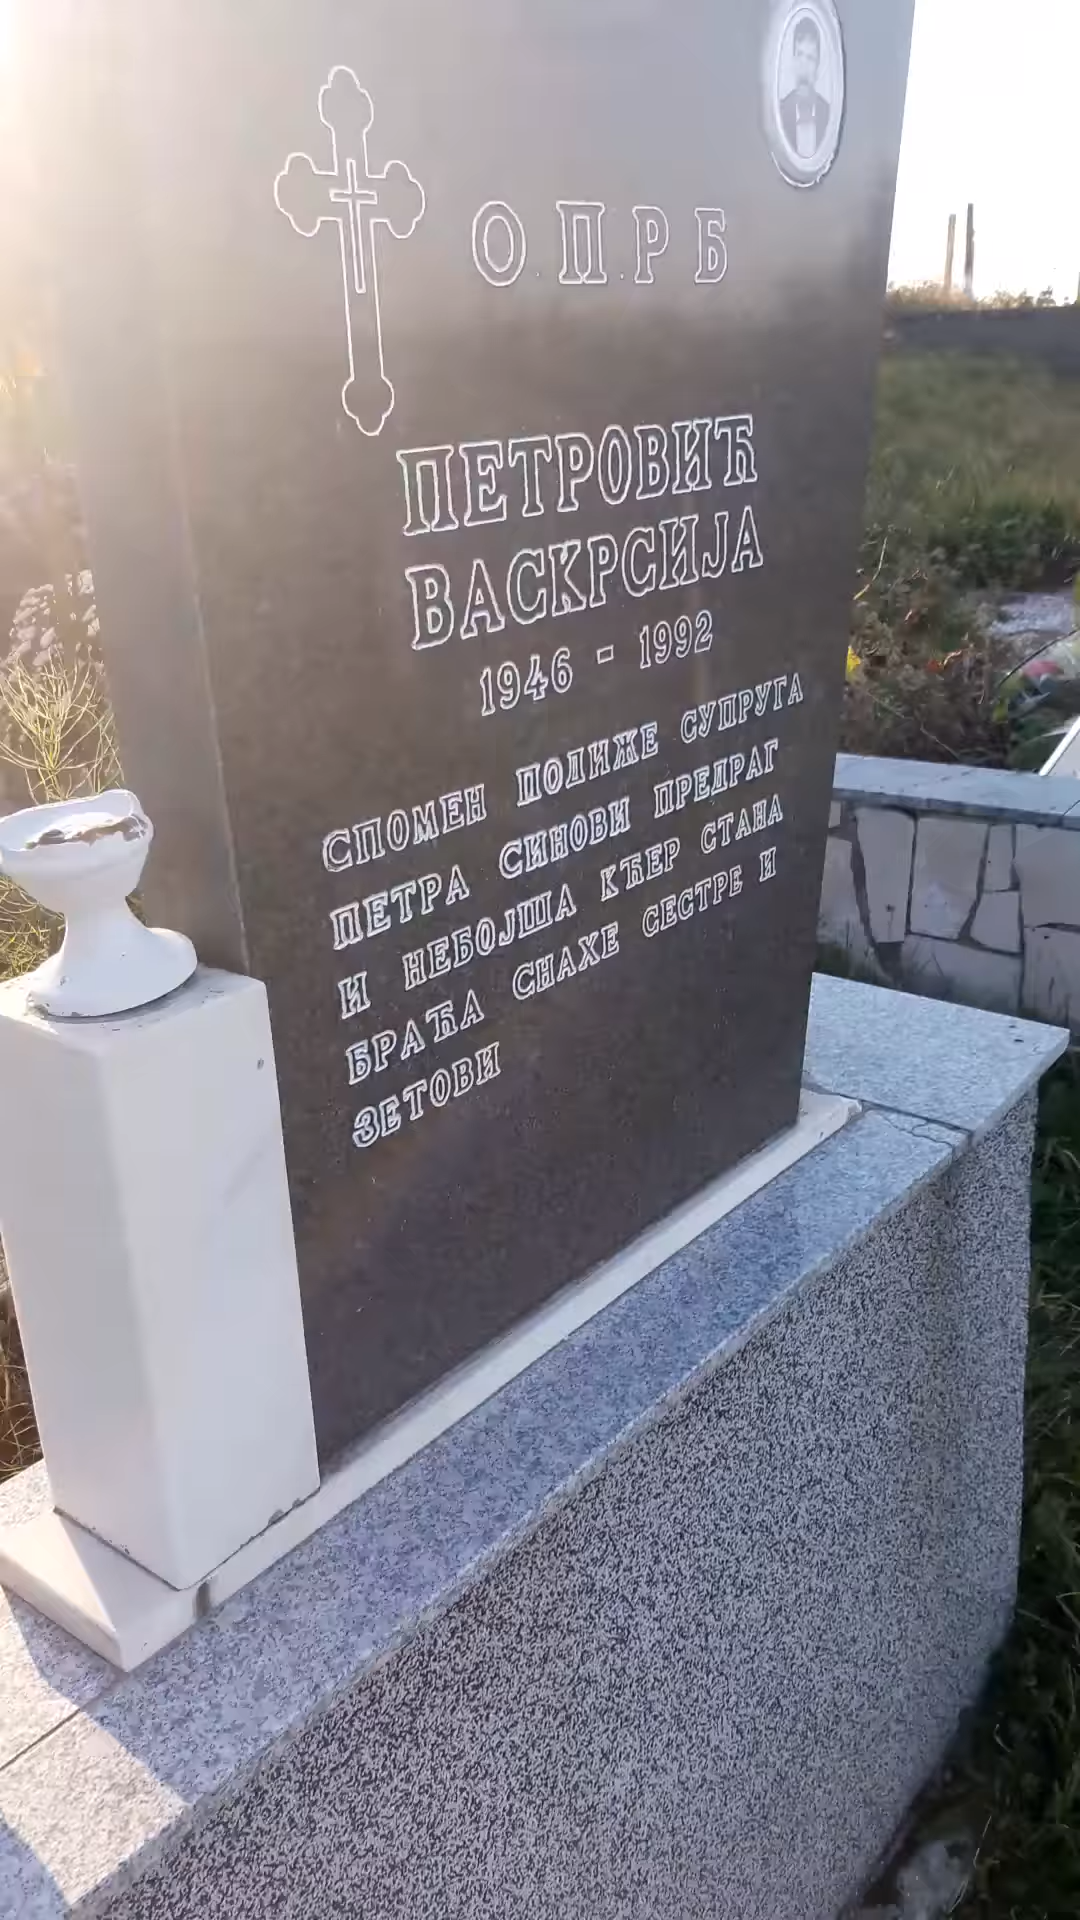 О.П.Р Б
ПЕТРОВИЋ
ВАСКРСИЈА
1946 - 1992
СПОМЕН ПОДИЖЕ СУПРУГА
ПЕТРА СИНОВИ ПРЕДРАГ
И НЕБОЈША КЋЕР СТАНА
БРАЋА СНАХЕ СЕСТРЕ И
ЗЕТОВИ